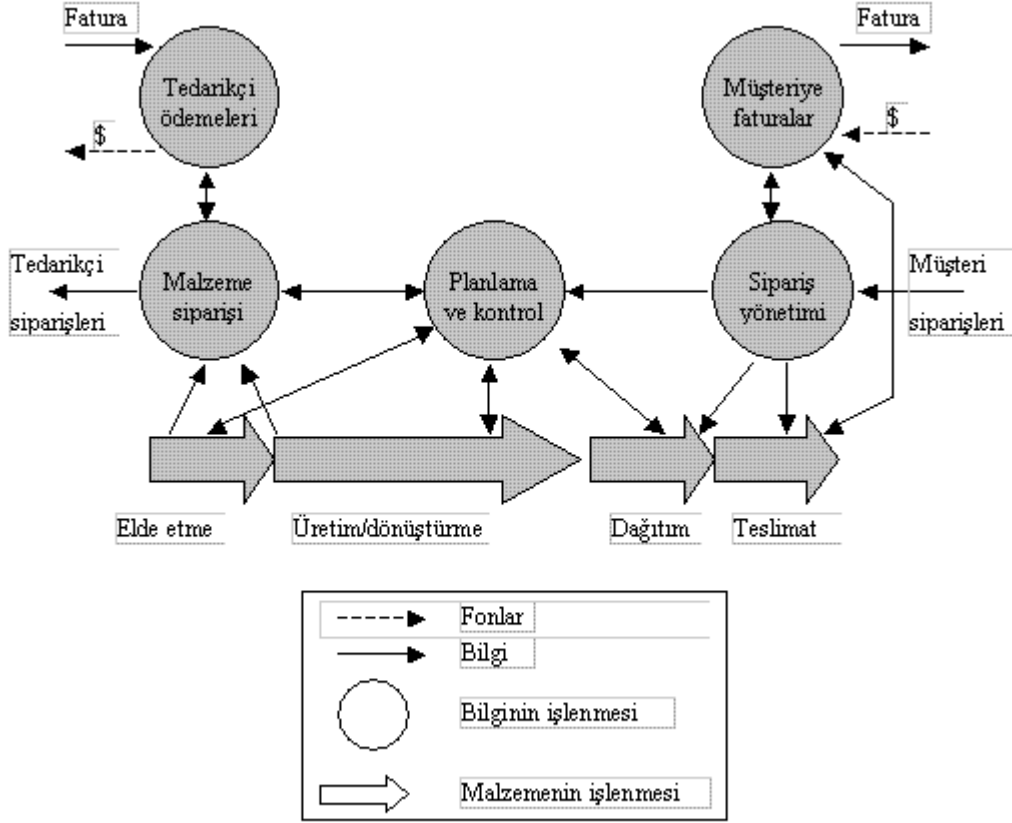 Fatura
Fatura
Tedarikçi
ödemeleri
Müşteriye
faturalar
$
$
Tedarikçi
siparişleri
Malzeme
siparişi
Planlama
ve kontrol
Sipariş
yönetimi
Müşteri
siparişleri
Elde etme
Üretim/dönüştürme
Dağıtım
Teslimat
Fonlar
Bilgi
Bilginin işlenmesi
Malzemenin işlenmesi